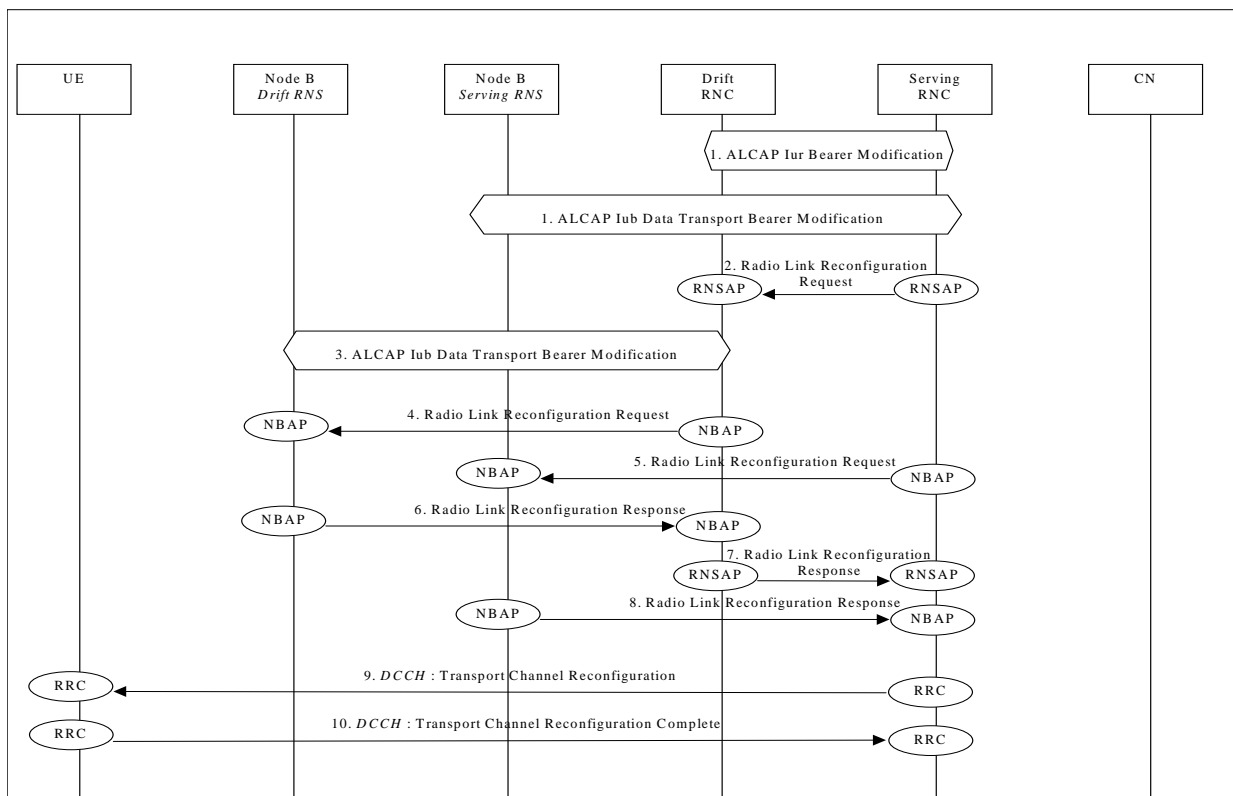 UE
Node B
Drift RNS
Node B
Serving RNS
Drift
RNC
Serving
RNC
CN
1. ALCAP Iur Bearer Modification
1. ALCAP Iub Data Transport Bearer Modification
2. Radio Link Reconfiguration
Request
RNSAP
RNSAP
3. ALCAP Iub Data Transport Bearer Modification
4. Radio Link Reconfiguration Request
NBAP
NBAP
5. Radio Link Reconfiguration Request
NBAP
NBAP
6. Radio Link Reconfiguration Response
NBAP
NBAP
7. Radio Link Reconfiguration
Response
RNSAP
RNSAP
8. Radio Link Reconfiguration Response
NBAP
NBAP
9. DCCH : Transport Channel Reconfiguration
RRC
RRC
10. DCCH : Transport Channel Reconfiguration Complete
RRC
RRC